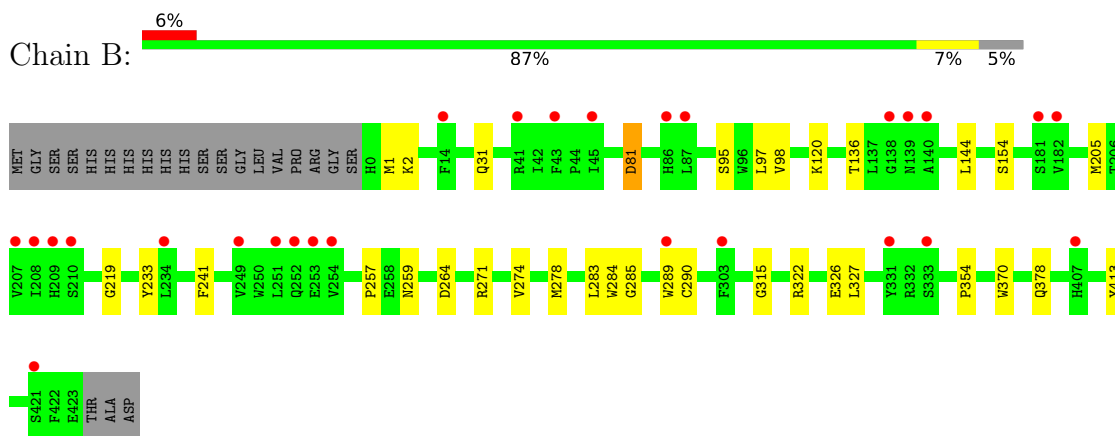 6%
Chain B:
87% 7% 5%
MET GLY SER SER HIS HIS HIS HIS HIS HIS SER SER GLY LEU VAL PRO ARG GLY SER H0 M1 K2 F14 Q31 R41 I42 F43 P44 I45 D81 H86 L87 S95 W96 L97 V98 K120 T136 L137 G138 N139 A140 L144 S154 S181 V182 M205 T206
V207 I208 H209 S210 G219 Y233 L234 F241 V249 W250 L251 Q252 E253 V254 P257 E258 N259 D264 R271 V274 M278 L283 W284 G285 W289 C290 F303 G315 R322 E326 L327 Y331 R332 S333 P354 W370 Q378 H407 Y413
S421 F422 E423 THR ALA ASP